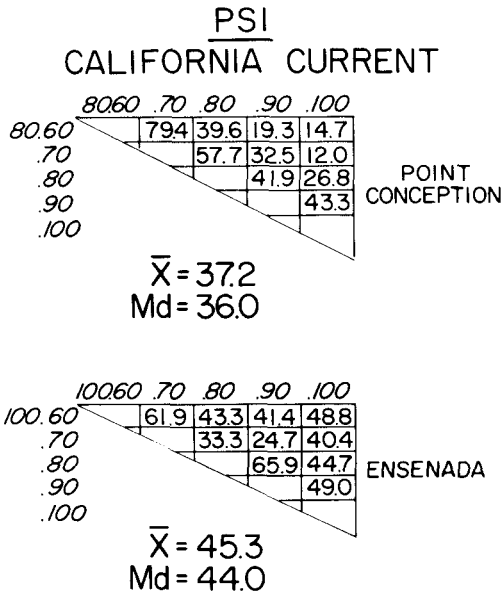 PSI
CALIFORNIA CURRENT
80.60 .70 .80 .90 .100
80.60 79.4 39.6 19.3 14.7
.70 57.7 32.5 12.0
.80 41.9 26.8
.90 43.3
.100
POINT
CONCEPTION
X̄ = 37.2
Md = 36.0
100.60 .70 .80 .90 .100
100.60 61.9 43.3 41.4 48.8
.70 33.3 24.7 40.4
.80 65.9 44.7
.90 49.0
.100
ENSENADA
X̄ = 45.3
Md = 44.0